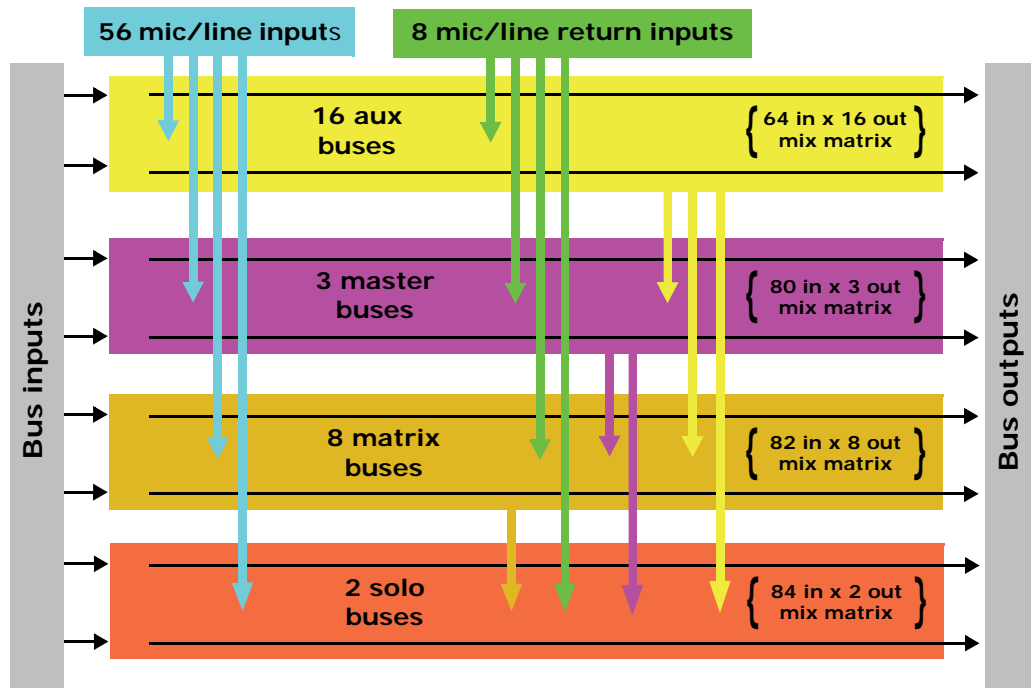 56 mic/line inputs
8 mic/line return inputs
Bus inputs
16 aux
buses
{ 64 in x 16 out
mix matrix }
3 master
buses
{ 80 in x 3 out
mix matrix }
8 matrix
buses
{ 82 in x 8 out
mix matrix }
2 solo
buses
{ 84 in x 2 out
mix matrix }
Bus outputs